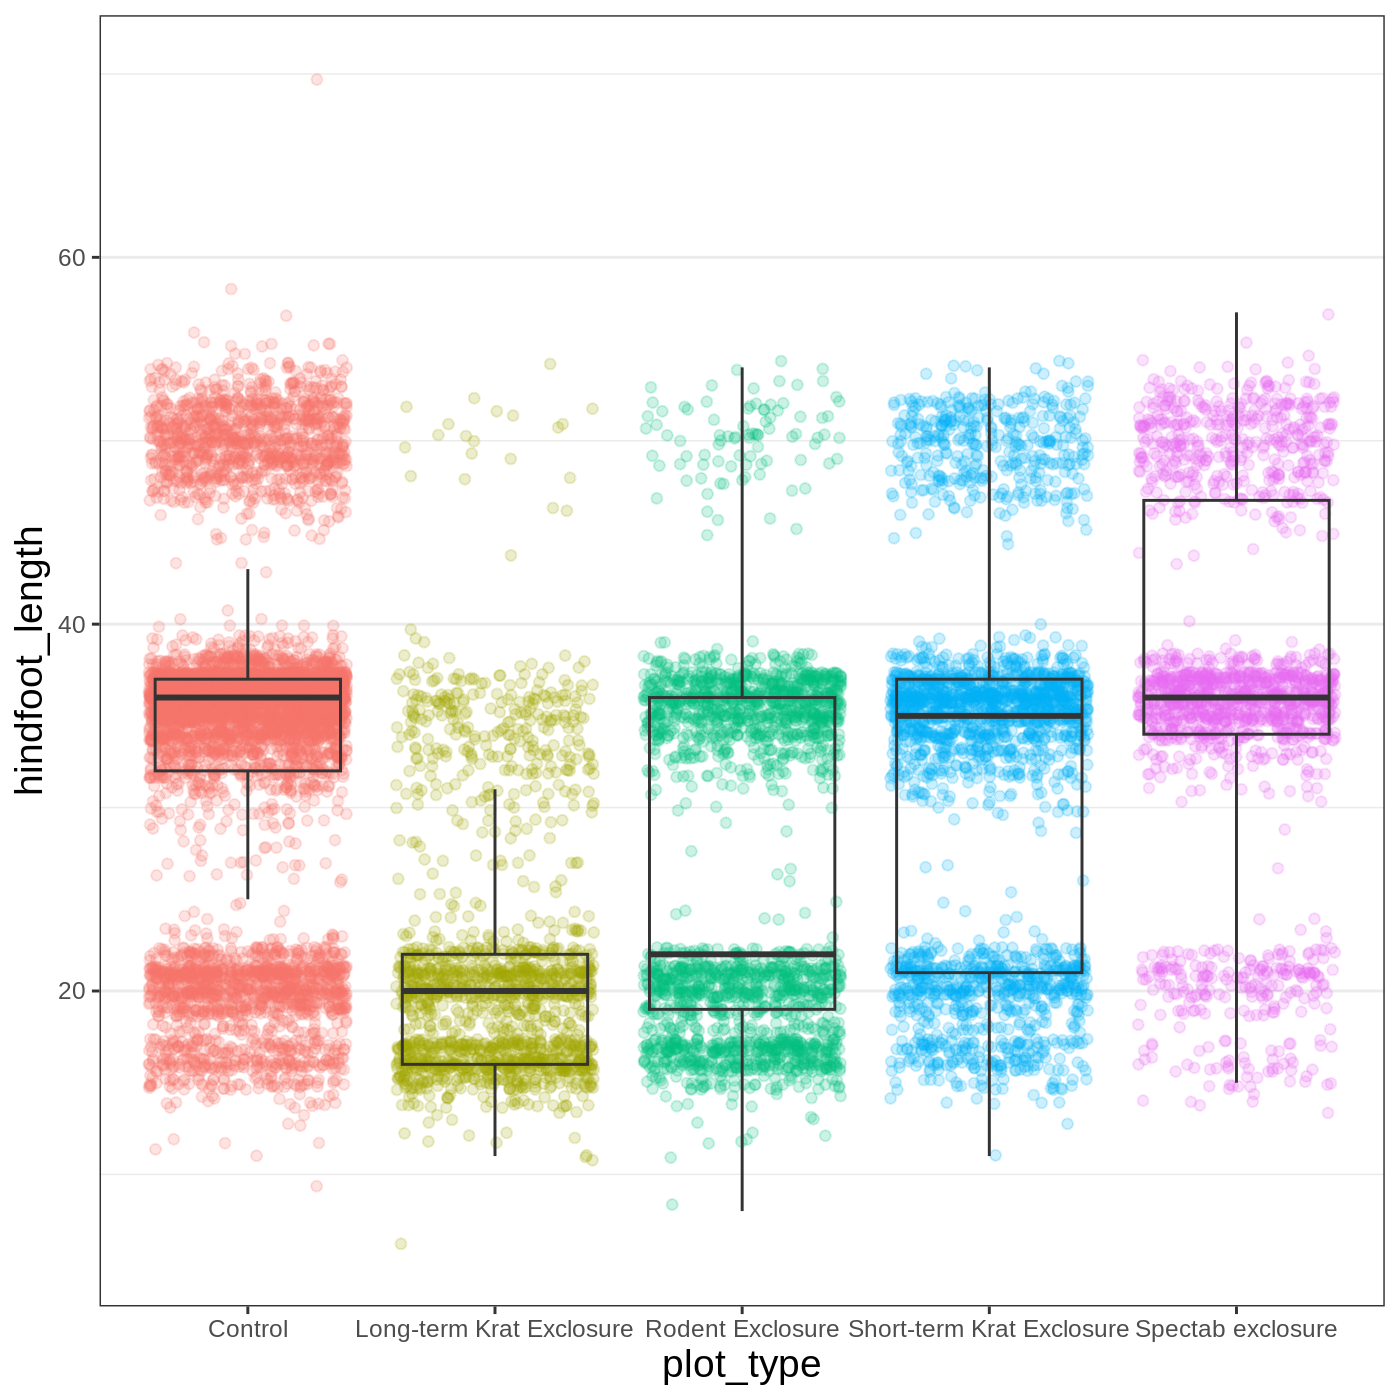 hindfoot_length
60
40
20
Control Long-term Krat Exclosure Rodent Exclosure Short-term Krat Exclosure Spectab exclosure
plot_type